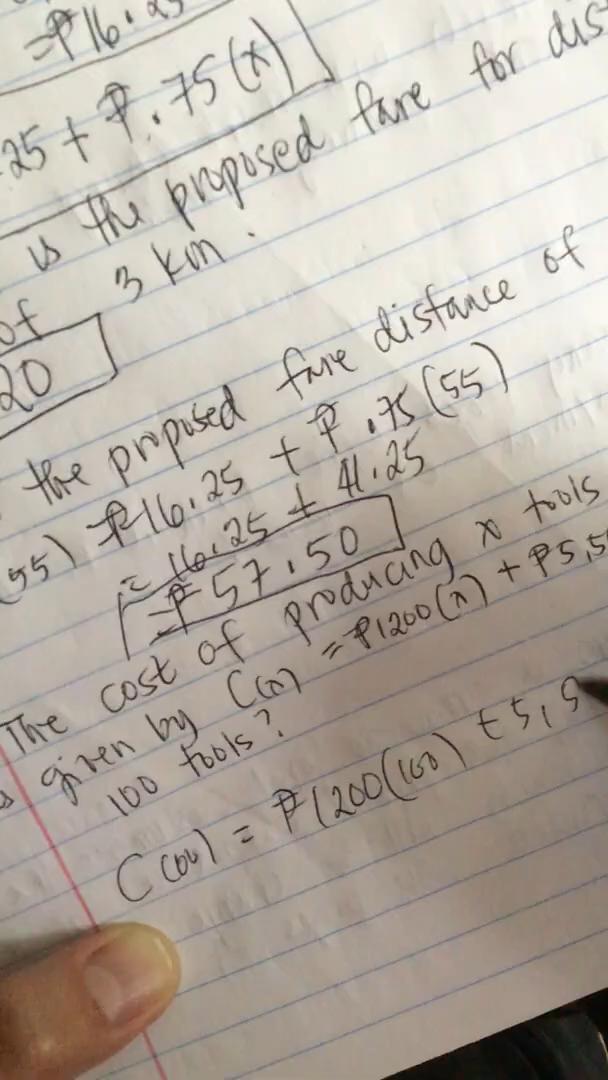 =₱16.25
.25 + ₱.75(x)
is the proposed fare for dis
of 3 km.
20
the proposed fare distance of
(55) ₱16.25 + ₱.75(55)
= 16.25 + 41.25
=₱57.50
The cost of producing x tools
given by C(x) =₱1200(x) + ₱5,5
100 tools?
C(100) = ₱1200(100) + 5,5